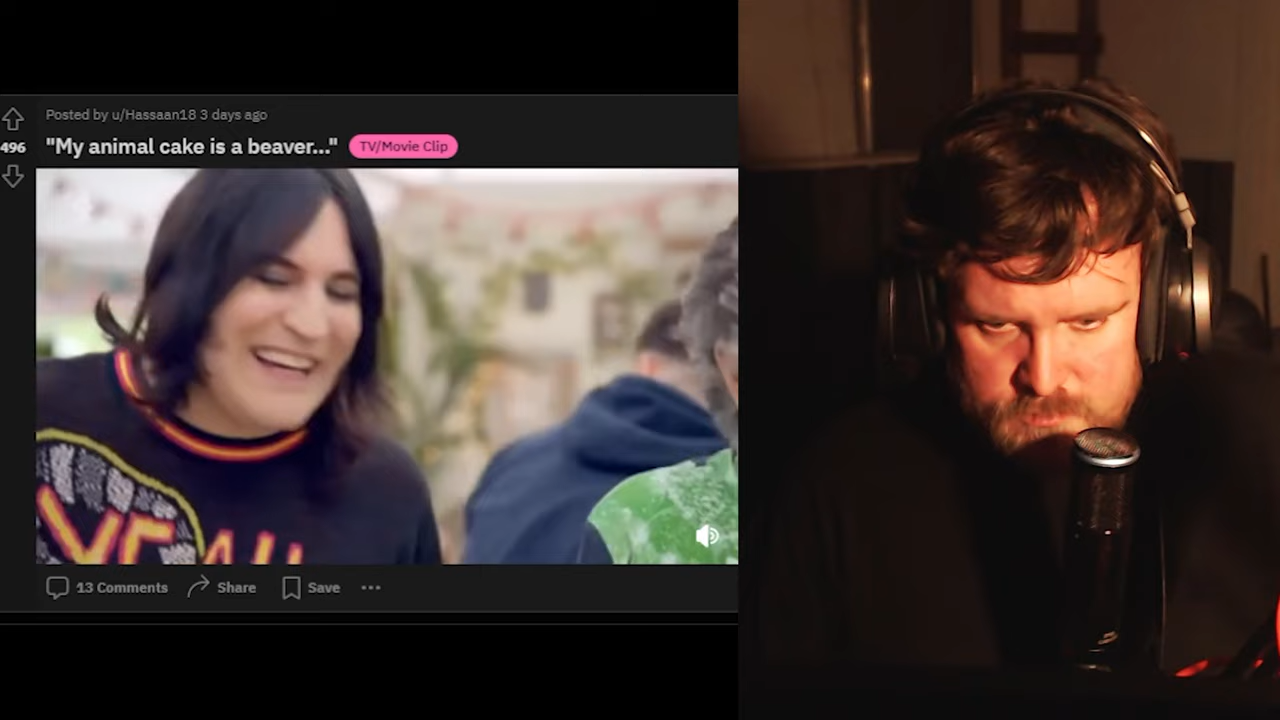 Posted by u/Hassaan18 3 days ago
496
"My animal cake is a beaver..." TV/Movie Clip
YEAH
13 Comments Share Save